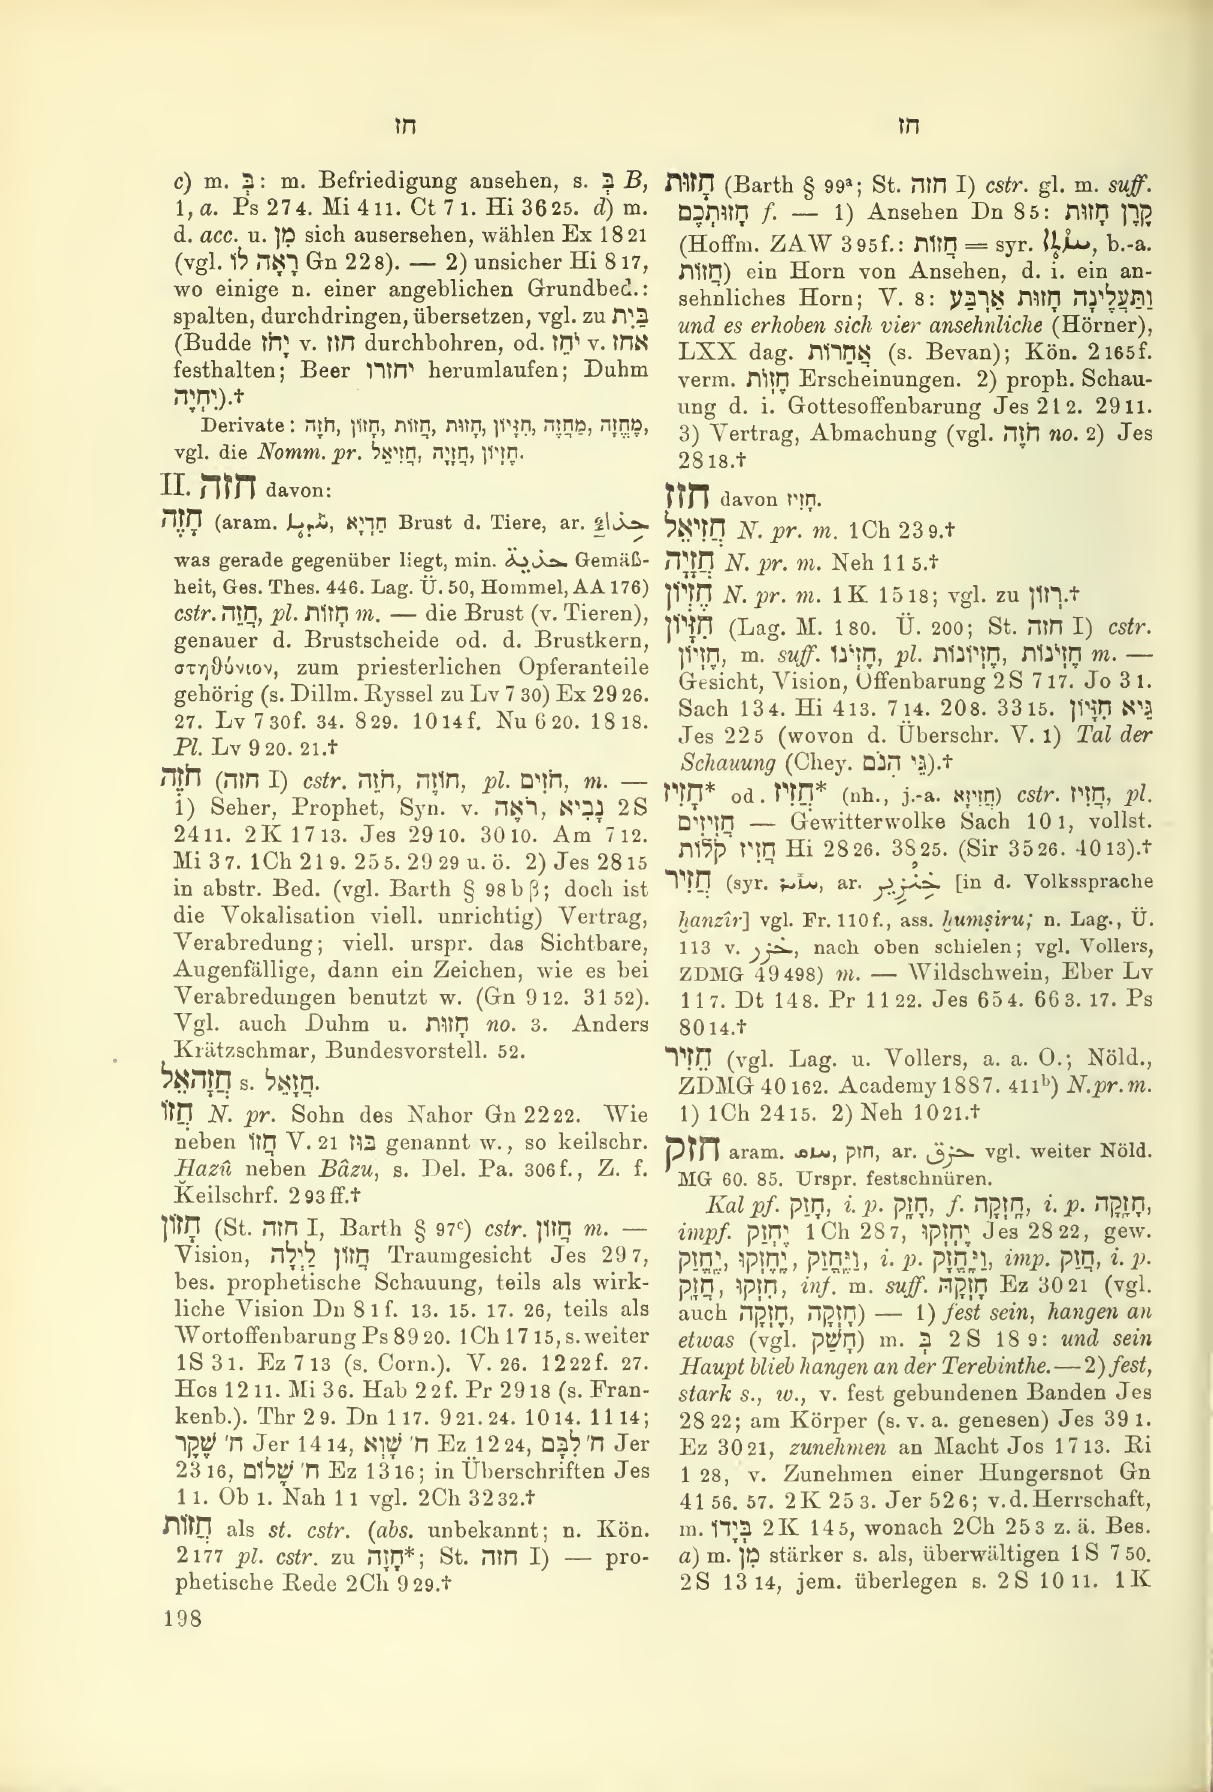 חז
חז
c) m. בְּ: m. Befriedigung ansehen, s. בְּ B,
1, a. Ps 27 4. Mi 4 11. Ct 7 1. Hi 36 25. d) m.
d. acc. u. מִן sich ausersehen, wählen Ex 18 21
(vgl. רָאָה לוֹ Gn 22 8). — 2) unsicher Hi 8 17,
wo einige n. einer angeblichen Grundbed.:
spalten, durchdringen, übersetzen, vgl. zu בַּיִת
(Budde יָחֹז v. חזז durchbohren, od. יֹחֵז v. אחז
festhalten; Beer יחזרו herumlaufen; Duhm
יִחְיֶה).†
Derivate: חֹזֶה, חָזוֹן, חֲזוֹת, חָזוּת, חִזָּיוֹן, מַחֲזֶה, מֶחֱזָה,
vgl. die Nomm. pr. חֲזִיאֵל, חֲזָיָה, חֶזְיוֹן.
II. חזה davon:
חָזֶה (aram. חַדְיָא, Brust d. Tiere, ar. حِذَاءَ
was gerade gegenüber liegt, min. حذية Gemäß-
heit, Ges. Thes. 446. Lag. Ü. 50, Hommel, AA 176)
cstr. חֲזֵה, pl. חָזוֹת m. — die Brust (v. Tieren),
genauer d. Brustscheide od. d. Brustkern,
στηθύνιον, zum priesterlichen Opferanteile
gehörig (s. Dillm. Ryssel zu Lv 7 30) Ex 29 26.
27. Lv 7 30f. 34. 8 29. 10 14f. Nu 6 20. 18 18.
Pl. Lv 9 20. 21.†
חֹזֶה (חזה I) cstr. חֹזֵה, חוֹזֶה, pl. חֹזִים, m. —
1) Seher, Prophet, Syn. v. רֹאֶה, נָבִיא 2S
24 11. 2K 17 13. Jes 29 10. 30 10. Am 7 12.
Mi 3 7. 1Ch 21 9. 25 5. 29 29 u. ö. 2) Jes 28 15
in abstr. Bed. (vgl. Barth § 98 b β; doch ist
die Vokalisation viell. unrichtig) Vertrag,
Verabredung; viell. urspr. das Sichtbare,
Augenfällige, dann ein Zeichen, wie es bei
Verabredungen benutzt w. (Gn 9 12. 31 52).
Vgl. auch Duhm u. חָזוּת no. 3. Anders
Krätzschmar, Bundesvorstell. 52.
חֲזָהאֵל s. חֲזָאֵל.
חֲזוֹ N. pr. Sohn des Nahor Gn 22 22. Wie
neben חֲזוֹ V. 21 בּוּז genannt w., so keilschr.
Ḫazû neben Bâzu, s. Del. Pa. 306 f., Z. f.
Keilschrf. 2 93 ff.†
חָזוֹן (St. חזה I, Barth § 97ᶜ) cstr. חֲזוֹן m. —
Vision, חֲזוֹן לַיְלָה Traumgesicht Jes 29 7,
bes. prophetische Schauung, teils als wirk-
liche Vision Dn 8 1 f. 13. 15. 17. 26, teils als
Wortoffenbarung Ps 89 20. 1Ch 17 15, s. weiter
1S 3 1. Ez 7 13 (s. Corn.). V. 26. 12 22f. 27.
Hos 12 11. Mi 3 6. Hab 2 2f. Pr 29 18 (s. Fran-
kenb.). Thr 2 9. Dn 1 17. 9 21. 24. 10 14. 11 14;
ח' שֶׁקֶר Jer 14 14, ח' שָׁוְא Ez 12 24, ח' לִבָּם Jer
23 16, ח' שָׁלוֹם Ez 13 16; in Überschriften Jes
1 1. Ob 1. Nah 1 1 vgl. 2Ch 32 32.†
חֲזוֹת als st. cstr. (abs. unbekannt; n. Kön.
2 177 pl. cstr. zu חָזָה*; St. חזה I) — pro-
phetische Rede 2Ch 9 29.†
198
חָזוּת (Barth § 99ᵃ; St. חזה I) cstr. gl. m. suff.
חָזוּתְכֶם f. — 1) Ansehen Dn 8 5: קֶרֶן חָזוּת
(Hoffm. ZAW 3 95 f.: חֲזוֹת = syr. b.-a.
חֲזוֹת) ein Horn von Ansehen, d. i. ein an-
sehnliches Horn; V. 8: וַתַּעֲלֶינָה חָזוּת אַרְבַּע
und es erhoben sich vier ansehnliche (Hörner),
LXX dag. אֲחֵרוֹת (s. Bevan); Kön. 2 165 f.
verm. חָזוֹת Erscheinungen. 2) proph. Schau-
ung d. i. Gottesoffenbarung Jes 21 2. 29 11.
3) Vertrag, Abmachung (vgl. חֹזֶה no. 2) Jes
28 18.†
חזז davon חָזִיז.
חֲזִיאֵל N. pr. m. 1Ch 23 9.†
חֲזָיָה N. pr. m. Neh 11 5.†
חֶזְיוֹן N. pr. m. 1K 15 18; vgl. zu רְזוֹן.†
חִזָּיוֹן (Lag. M. 180. Ü. 200; St. חזה I) cstr.
חֶזְיוֹן, m. suff. חֶזְיֹנוֹ, pl. חֶזְיוֹנוֹת, חֶזְיֹנוֹת m. —
Gesicht, Vision, Offenbarung 2S 7 17. Jo 3 1.
Sach 13 4. Hi 4 13. 7 14. 20 8. 33 15. גֵּיא חִזָּיוֹן
Jes 22 5 (wovon d. Überschr. V. 1) Tal der
Schauung (Chey. גֵּי הִנֹּם).†
חָזִיז* od. חֲזִיז* (nh., j.-a. חֲזִיזָא) cstr. חֲזִיז, pl.
חֲזִיזִים — Gewitterwolke Sach 10 1, vollst.
חֲזִיז קֹלוֹת Hi 28 26. 38 25. (Sir 35 26. 40 13).†
חֲזִיר (syr. ar. خِنْزِير [in d. Volkssprache
ḫanzîr] vgl. Fr. 110 f., ass. ḫumṣiru; n. Lag., Ü.
113 v. خزر, nach oben schielen; vgl. Vollers,
ZDMG 49 498) m. — Wildschwein, Eber Lv
11 7. Dt 14 8. Pr 11 22. Jes 65 4. 66 3. 17. Ps
80 14.†
חֵזִיר (vgl. Lag. u. Vollers, a. a. O.; Nöld.,
ZDMG 40 162. Academy 1887. 411ᵇ) N. pr. m.
1) 1Ch 24 15. 2) Neh 10 21.†
חזק aram. חזק, ar. حزق vgl. weiter Nöld.
MG 60. 85. Urspr. festschnüren.
Kal pf. חָזַק, i. p. חָזָק, f. חָזְקָה, i. p. חָזָקָה,
impf. יֶחְזַק 1Ch 28 7, יֶחְזְקוּ Jes 28 22, gew.
יֶחֱזַק, יֶחֶזְקוּ, וַיֶּחֱזַק, i. p. וַיֶּחֱזָק, imp. חֲזַק, i. p.
חֲזָק, חִזְקוּ, inf. m. suff. חָזְקָהּ Ez 30 21 (vgl.
auch חָזְקָה, חֶזְקָה) — 1) fest sein, hangen an
etwas (vgl. חָשַׁק) m. בְּ 2S 18 9: und sein
Haupt blieb hangen an der Terebinthe. — 2) fest,
stark s., w., v. fest gebundenen Banden Jes
28 22; am Körper (s. v. a. genesen) Jes 39 1.
Ez 30 21, zunehmen an Macht Jos 17 13. Ri
1 28, v. Zunehmen einer Hungersnot Gn
41 56. 57. 2K 25 3. Jer 52 6; v. d. Herrschaft,
m. בְּיָדוֹ 2K 14 5, wonach 2Ch 25 3 z. ä. Bes.
a) m. מִן stärker s. als, überwältigen 1S 7 50.
2S 13 14, jem. überlegen s. 2S 10 11. 1K